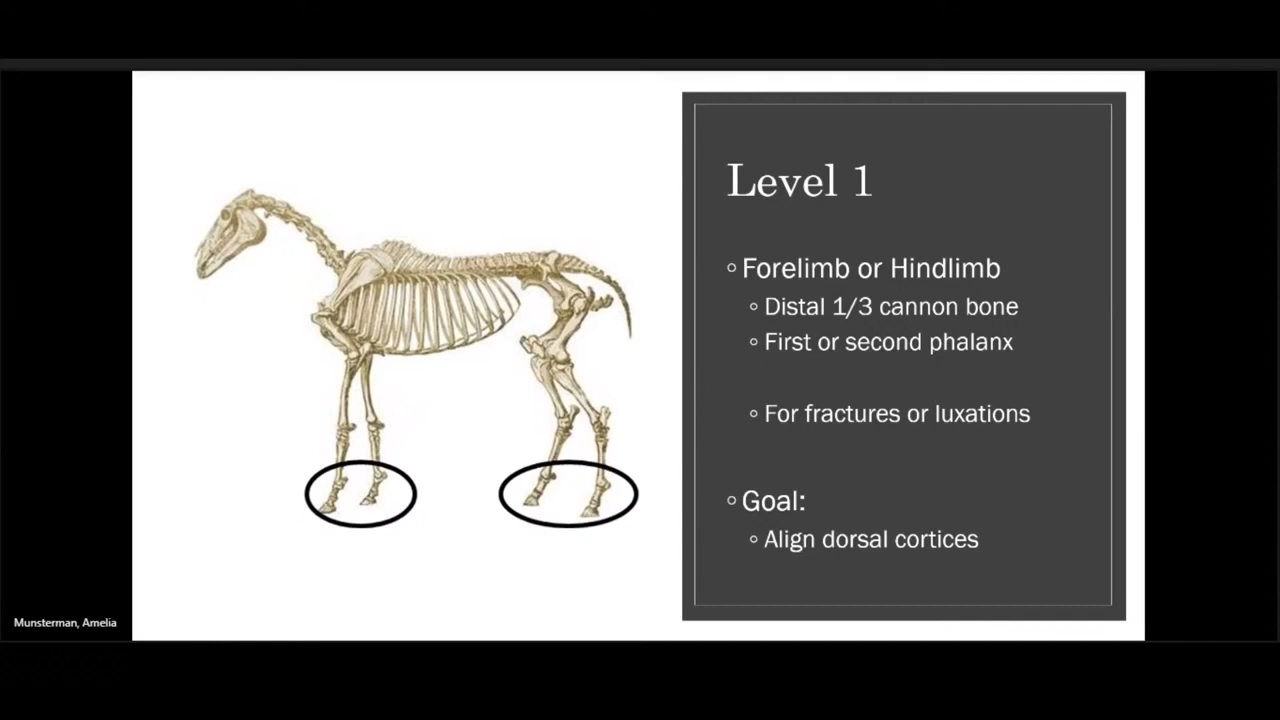 Level 1
Forelimb or Hindlimb
Distal 1/3 cannon bone
First or second phalanx
For fractures or luxations
Goal:
Align dorsal cortices
Munsterman, Amelia